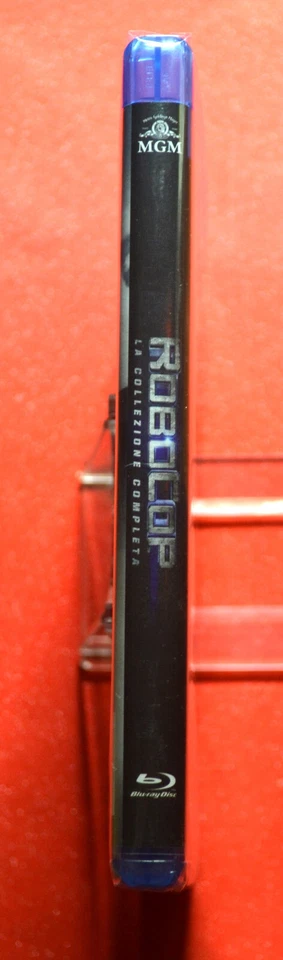 MGM
ROBOCOP
LA COLLEZIONE COMPLETA
Blu-ray Disc